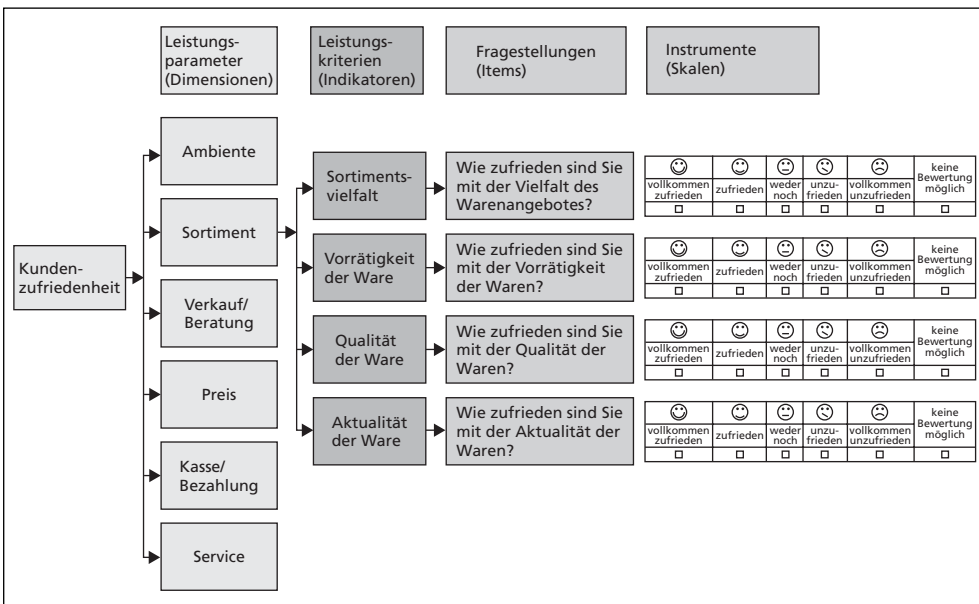 Leistungs-
parameter
(Dimensionen)
Leistungs-
kriterien
(Indikatoren)
Fragestellungen
(Items)
Instrumente
(Skalen)
Kunden-
zufriedenheit
Ambiente
Sortiment
Verkauf/
Beratung
Preis
Kasse/
Bezahlung
Service
Sortiments-
vielfalt
Wie zufrieden sind Sie
mit der Vielfalt des
Warenangebotes?
vollkommen
zufrieden
zufrieden
weder
noch
unzu-
frieden
vollkommen
unzufrieden
keine
Bewertung
möglich
Vorrätigkeit
der Ware
Wie zufrieden sind Sie
mit der Vorrätigkeit
der Waren?
vollkommen
zufrieden
zufrieden
weder
noch
unzu-
frieden
vollkommen
unzufrieden
keine
Bewertung
möglich
Qualität
der Ware
Wie zufrieden sind Sie
mit der Qualität der
Waren?
vollkommen
zufrieden
zufrieden
weder
noch
unzu-
frieden
vollkommen
unzufrieden
keine
Bewertung
möglich
Aktualität
der Ware
Wie zufrieden sind Sie
mit der Aktualität der
Waren?
vollkommen
zufrieden
zufrieden
weder
noch
unzu-
frieden
vollkommen
unzufrieden
keine
Bewertung
möglich